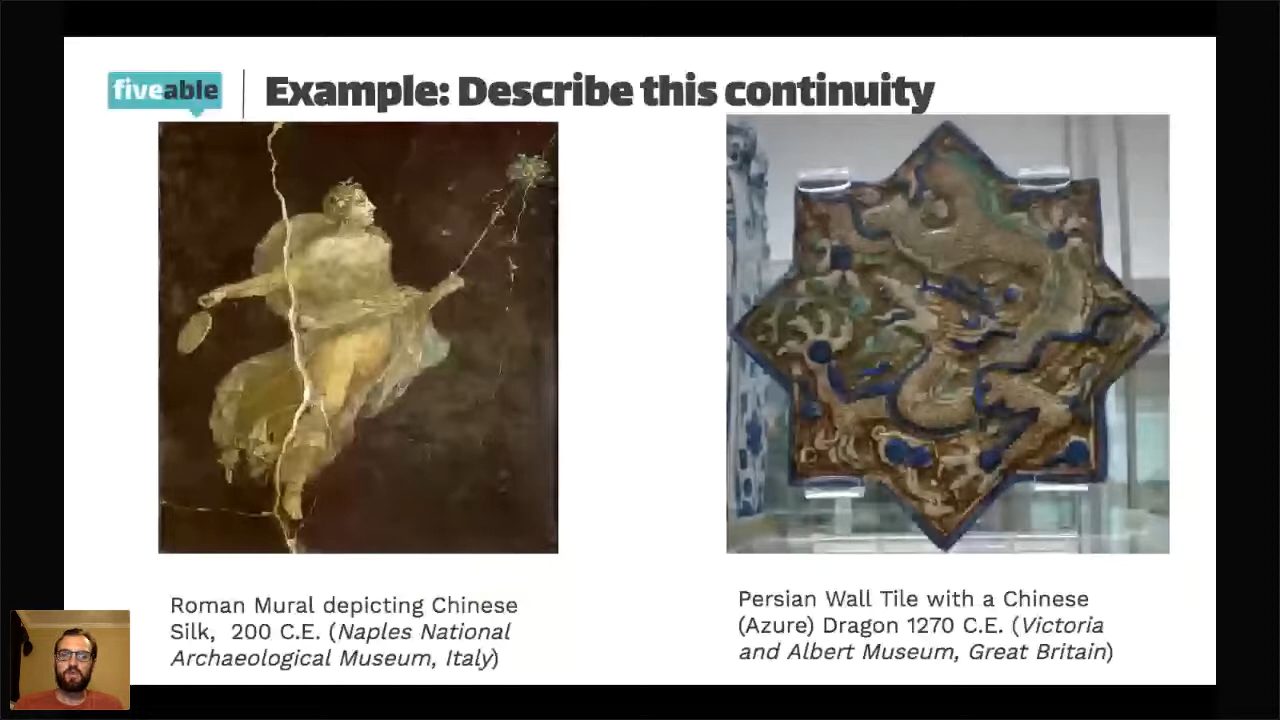 fiveable
Example: Describe this continuity
Roman Mural depicting Chinese
Silk, 200 C.E. (Naples National
Archaeological Museum, Italy)
Persian Wall Tile with a Chinese
(Azure) Dragon 1270 C.E. (Victoria
and Albert Museum, Great Britain)